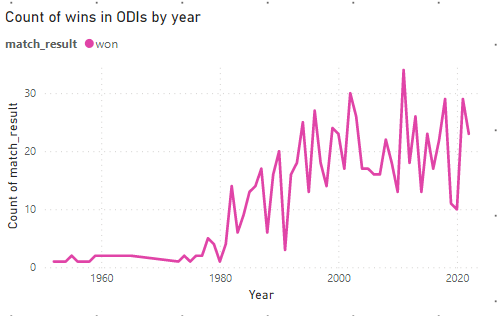 Count of wins in ODIs by year
match_result won
30
20
10
0
Count of match_result
1960 1980 2000 2020
Year